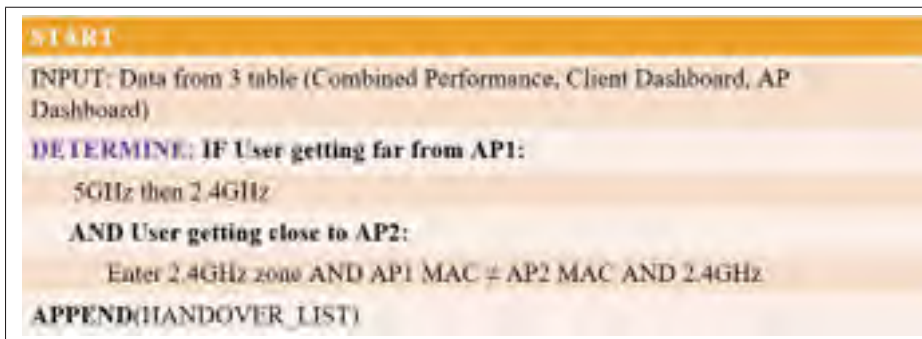 START
INPUT: Data from 3 table (Combined Performance, Client Dashboard, AP
Dashboard)
DETERMINE: IF User getting far from AP1:
5GHz then 2.4GHz
AND User getting close to AP2:
Enter 2.4GHz zone AND AP1 MAC ≠ AP2 MAC AND 2.4GHz
APPEND(HANDOVER_LIST)